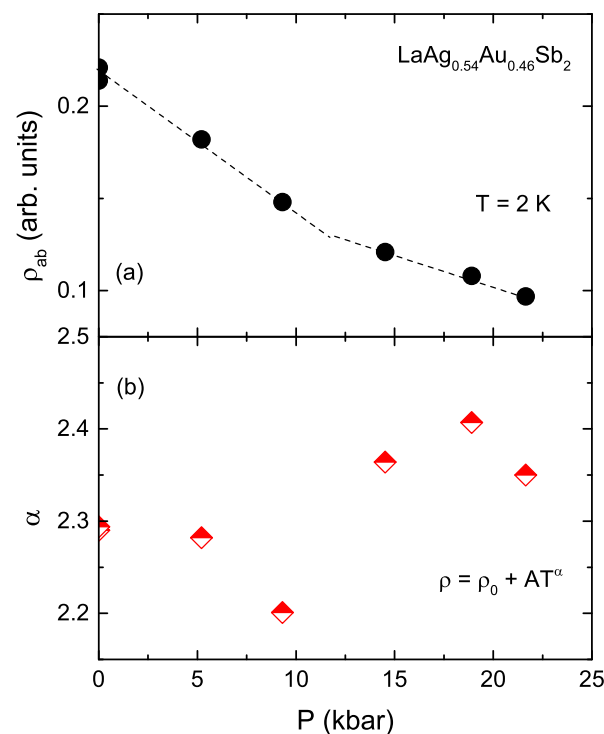 LaAg0.54Au0.46Sb2
0.2
ρab (arb. units)
T = 2 K
(a)
0.1
2.5
(b)
2.4
α
2.3
ρ = ρ0 + ATα
2.2
0 5 10 15 20 25
P (kbar)